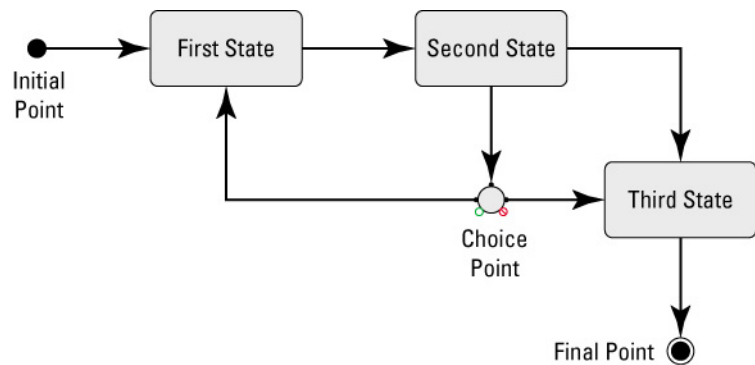 First State
Second State
Initial
Point
Third State
Choice
Point
Final Point